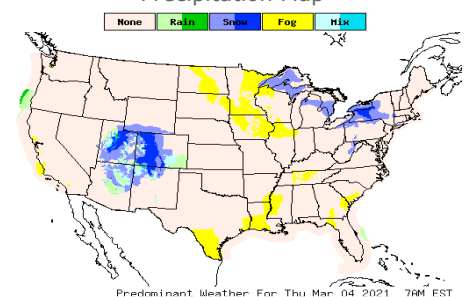 Precipitation Map
None Rain Snow Fog Mix
Predominant Weather For Thu Mar 04 2021 7AM EST